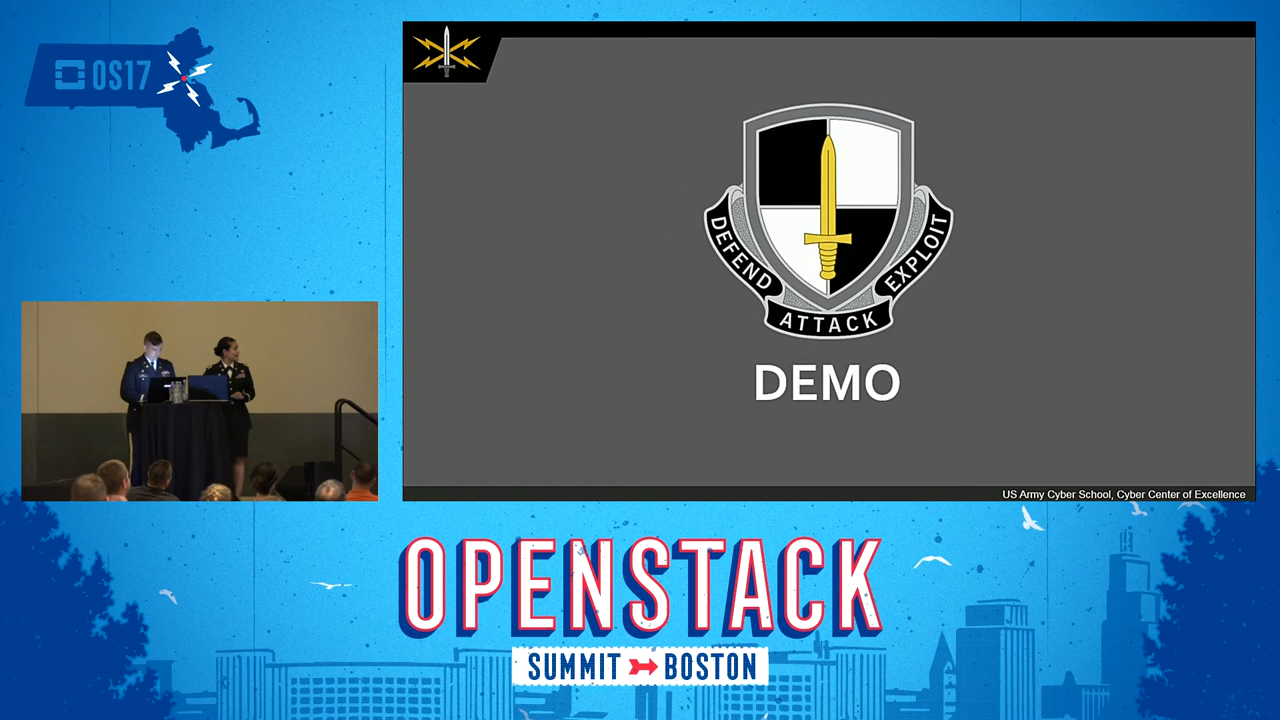 OS17
DEFEND
ATTACK
EXPLOIT
DEMO
US Army Cyber School, Cyber Center of Excellence
OPENSTACK
SUMMIT BOSTON